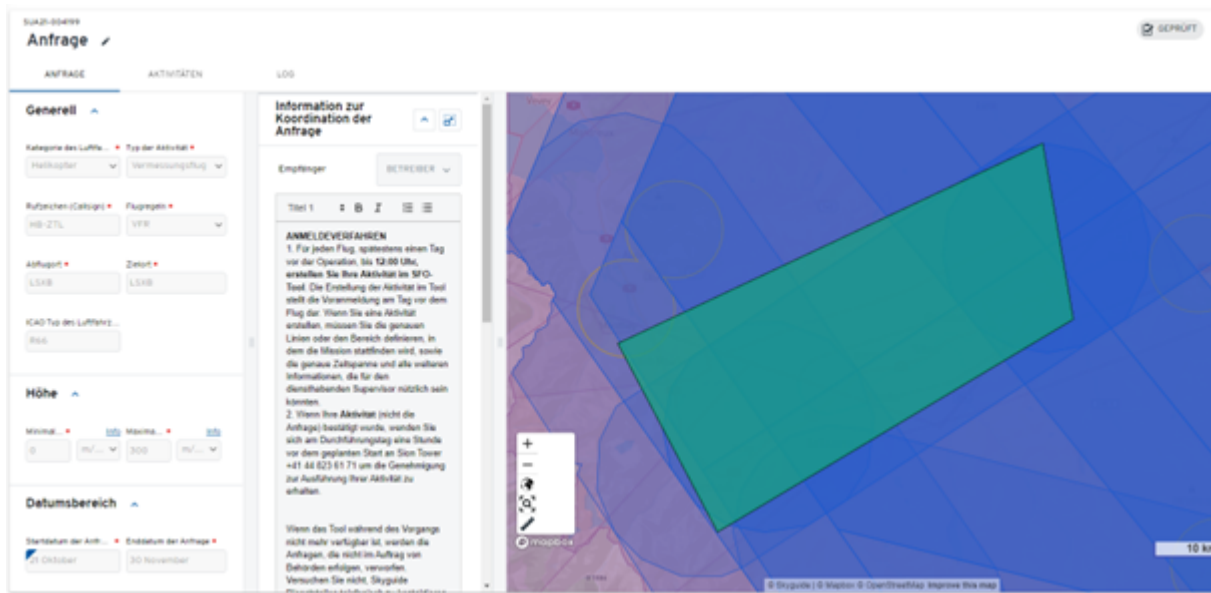 SUA21-004199
Anfrage
GEPRÜFT
ANFRAGE AKTIVITÄTEN LOG
Generell
Kategorie des Luftfa... * Typ der Aktivität *
Helikopter Vermessungsflug
Rufzeichen (Callsign) * Flugregeln *
HB-ZTL VFR
Abflugort * Zielort *
LSXB LSXB
ICAO Typ des Luftfahrz...
R66
Höhe
Minimal... * Info Maxima... * Info
0 m/... 300 m/...
Datumsbereich
Startdatum der Anfr... * Enddatum der Anfrage *
21 Oktober 30 November
Information zur
Koordination der
Anfrage
Empfänger BETREIBER
Titel 1 B I
ANMELDEVERFAHREN
1. Für jeden Flug, spätestens einen Tag
vor der Operation, bis 12:00 Uhr,
erstellen Sie Ihre Aktivität im SFO-
Tool. Die Erstellung der Aktivität im Tool
stellt die Voranmeldung am Tag vor dem
Flug dar. Wenn Sie eine Aktivität
erstellen, müssen Sie die genauen
Linien oder den Bereich definieren, in
dem die Mission stattfinden wird, sowie
die genaue Zeitspanne und alle weiteren
Informationen, die für den
diensthabenden Supervisor nützlich sein
könnten.
2. Wenn Ihre Aktivität (nicht die
Anfrage) bestätigt wurde, wenden Sie
sich am Durchführungstag eine Stunde
vor dem geplanten Start an Sion Tower
+41 44 823 61 71 um die Genehmigung
zur Ausführung Ihrer Aktivität zu
erhalten.
Wenn das Tool während des Vorgangs
nicht mehr verfügbar ist, werden die
Anfragen, die nicht im Auftrag von
Behörden erfolgen, verworfen.
Versuchen Sie nicht, Skyguide
+
−
mapbox
10 km
© Skyguide | © Mapbox © OpenStreetMap Improve this map